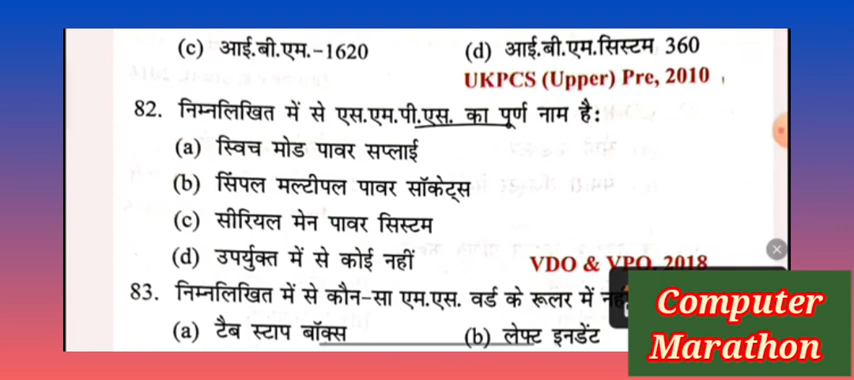 (c) आई.बी.एम.-1620 (d) आई.बी.एम.सिस्टम 360
UKPCS (Upper) Pre, 2010
82. निम्नलिखित में से एस.एम.पी.एस. का पूर्ण नाम है:
(a) स्विच मोड पावर सप्लाई
(b) सिंपल मल्टीपल पावर सॉकेट्स
(c) सीरियल मेन पावर सिस्टम
(d) उपर्युक्त में से कोई नहीं
VDO & VPO, 2018
83. निम्नलिखित में से कौन-सा एम.एस. वर्ड के रूलर में
(a) टैब स्टाप बॉक्स (b) लेफ्ट इनडेंट
Computer
Marathon